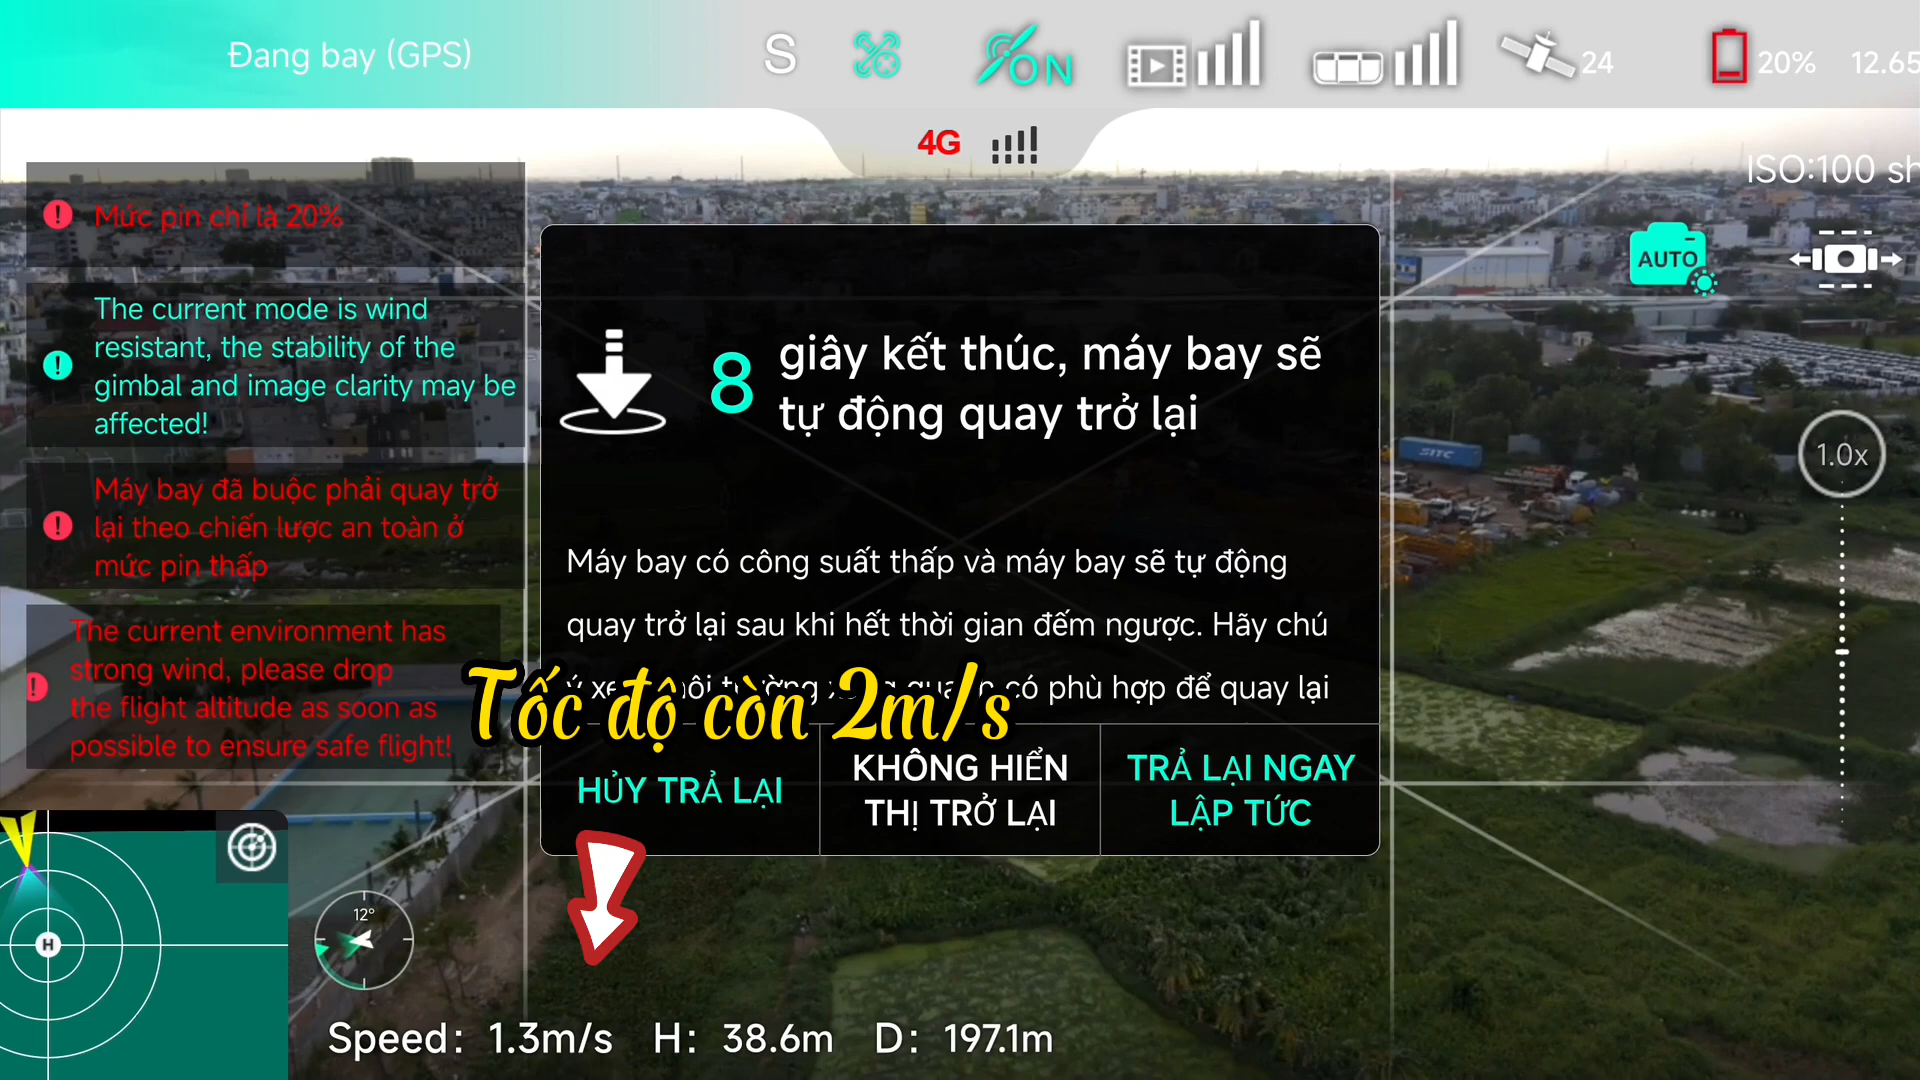 Đang bay (GPS)
S
ON
24
20%
12.65
4G
ISO:100 sh
Mức pin chỉ là 20%
The current mode is wind
resistant, the stability of the
gimbal and image clarity may be
affected!
Máy bay đã buộc phải quay trở
lại theo chiến lược an toàn ở
mức pin thấp
The current environment has
strong wind, please drop
the flight altitude as soon as
possible to ensure safe flight!
8
giây kết thúc, máy bay sẽ
tự động quay trở lại
Máy bay có công suất thấp và máy bay sẽ tự động
quay trở lại sau khi hết thời gian đếm ngược. Hãy chú
có phù hợp để quay lại
Tốc độ còn 2m/s
HỦY TRẢ LẠI
KHÔNG HIỂN
THỊ TRỞ LẠI
TRẢ LẠI NGAY
LẬP TỨC
AUTO
1.0x
SITC
H
12°
Speed: 1.3m/s H: 38.6m D: 197.1m